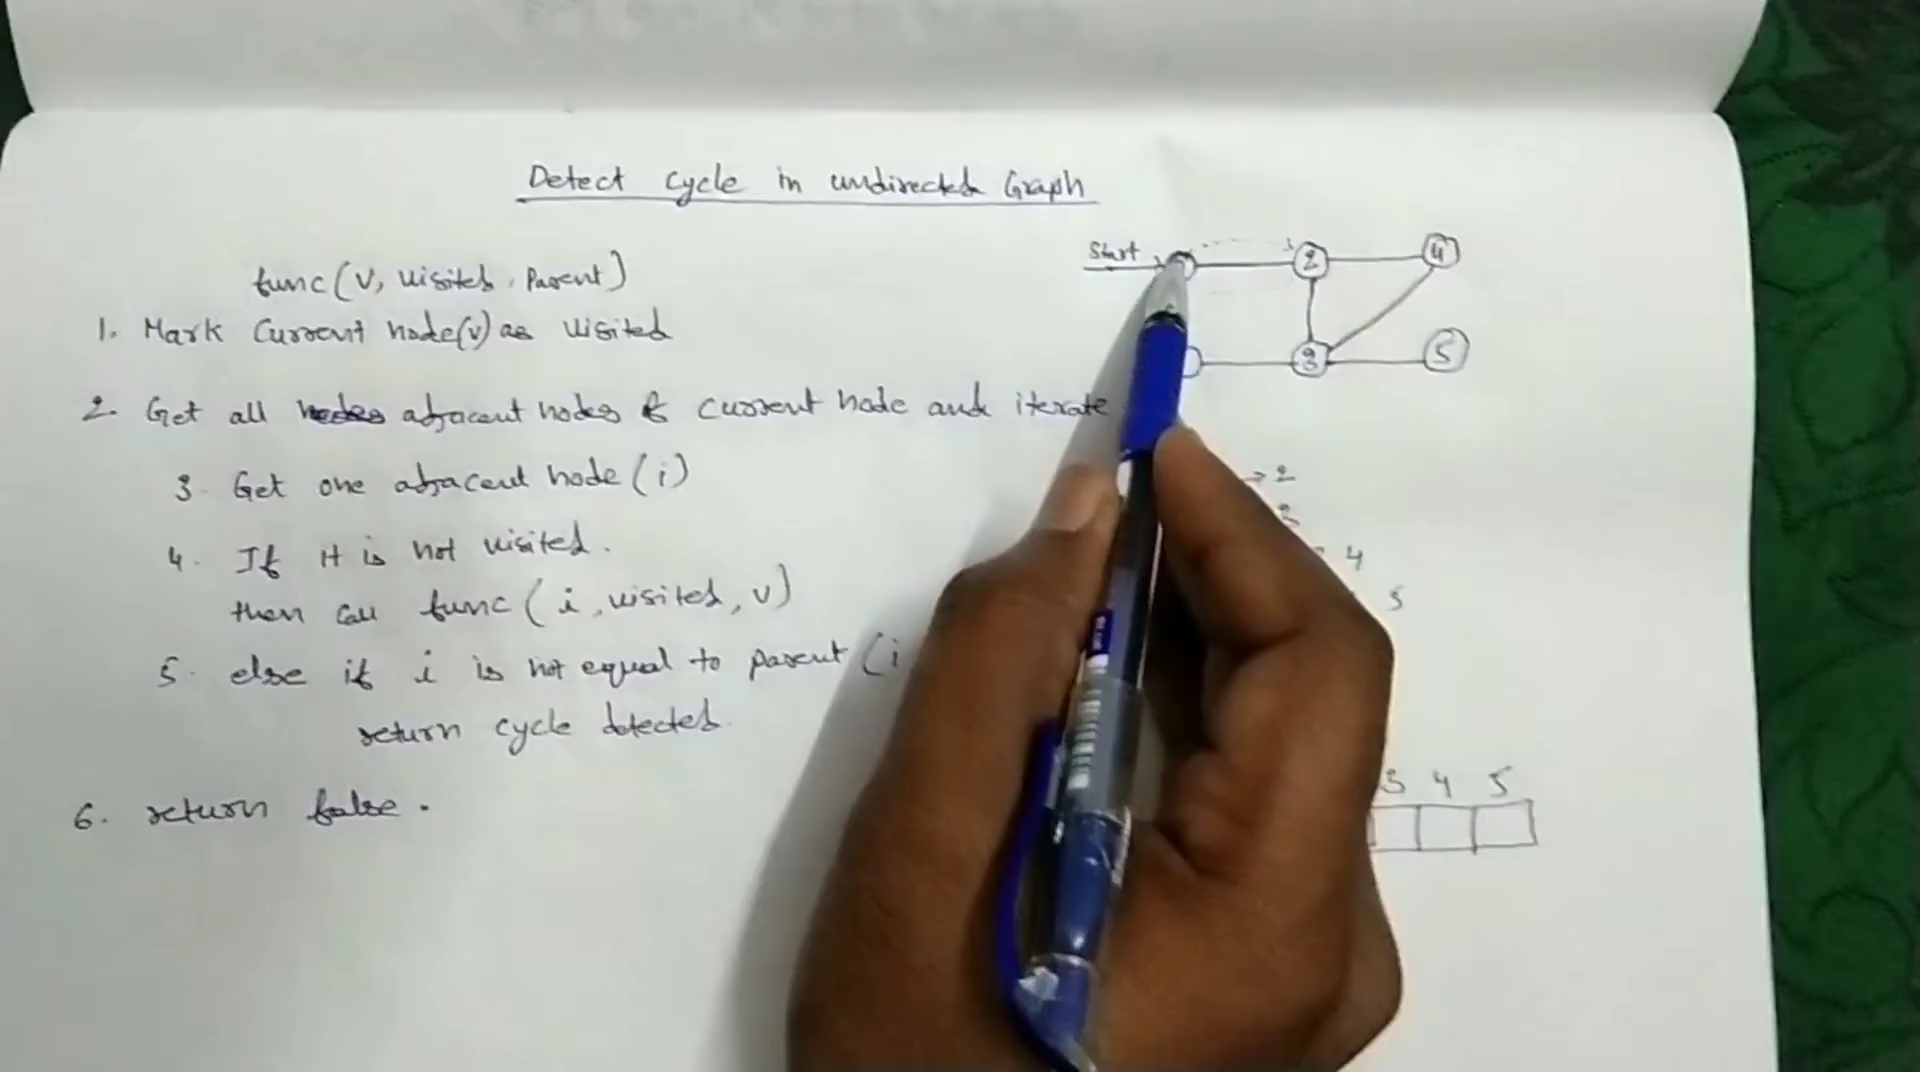 Detect cycle in undirected Graph
func(V, visited, Parent)
1. Mark Current node(v) as visited
2. Get all nodes adjacent nodes of current node and iterate
3. Get one adjacent node (i)
4. If it is not visited.
then call func( i, visited, v)
5. else if i is not equal to parent (i
return cycle detected.
6. return false.
Start
2
4
3
5
→ 2
3
4
5
3 4 5